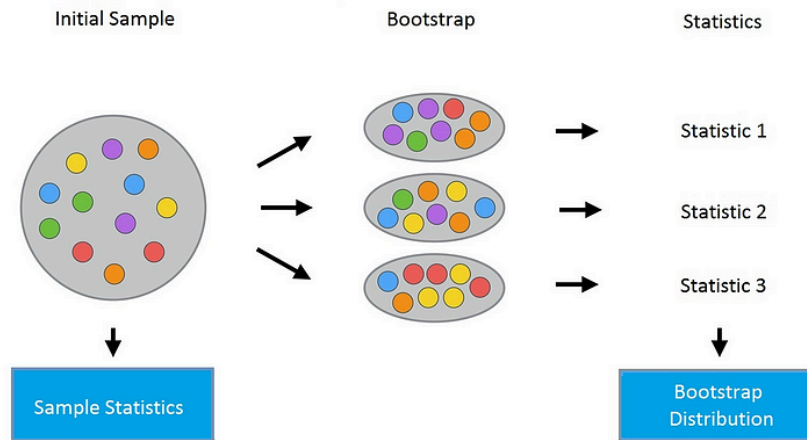 Initial Sample
Bootstrap
Statistics
Statistic 1
Statistic 2
Statistic 3
Sample Statistics
Bootstrap
Distribution